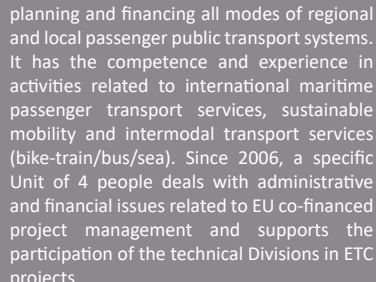 planning and financing all modes of regional
and local passenger public transport systems.
It has the competence and experience in
activities related to international maritime
passenger transport services, sustainable
mobility and intermodal transport services
(bike-train/bus/sea). Since 2006, a specific
Unit of 4 people deals with administrative
and financial issues related to EU co-financed
project management and supports the
participation of the technical Divisions in ETC
projects